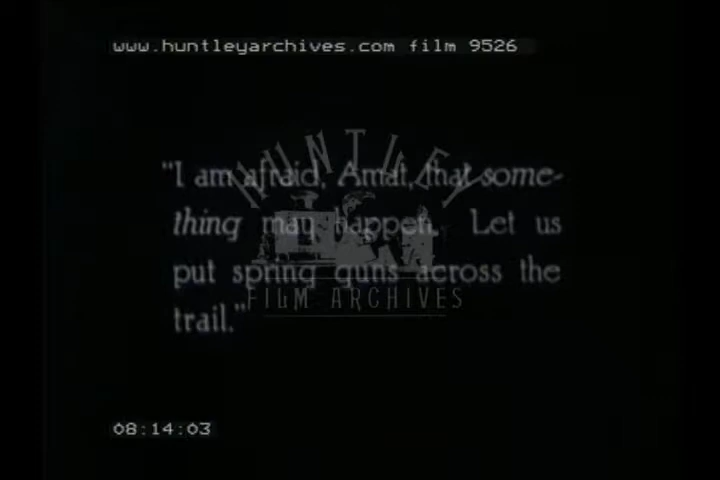 www.huntleyarchives.com film 9526
"I am afraid, Amat, that some-
thing may happen. Let us
put spring guns across the
trail."
HUNTLEY
FILM ARCHIVES
08:14:03